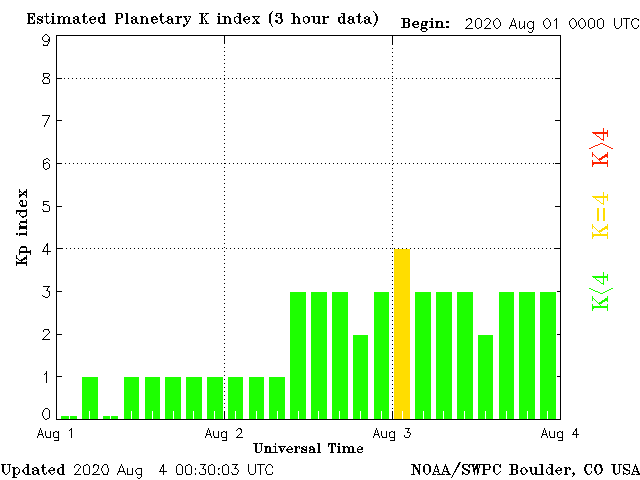 Estimated Planetary K index (3 hour data)
Begin: 2020 Aug 01 0000 UTC
9
8
7
6
5
4
3
2
1
0
Kp index
K>4
K=4
K<4
Aug 1 Aug 2 Aug 3 Aug 4
Universal Time
Updated 2020 Aug 4 00:30:03 UTC
NOAA/SWPC Boulder, CO USA